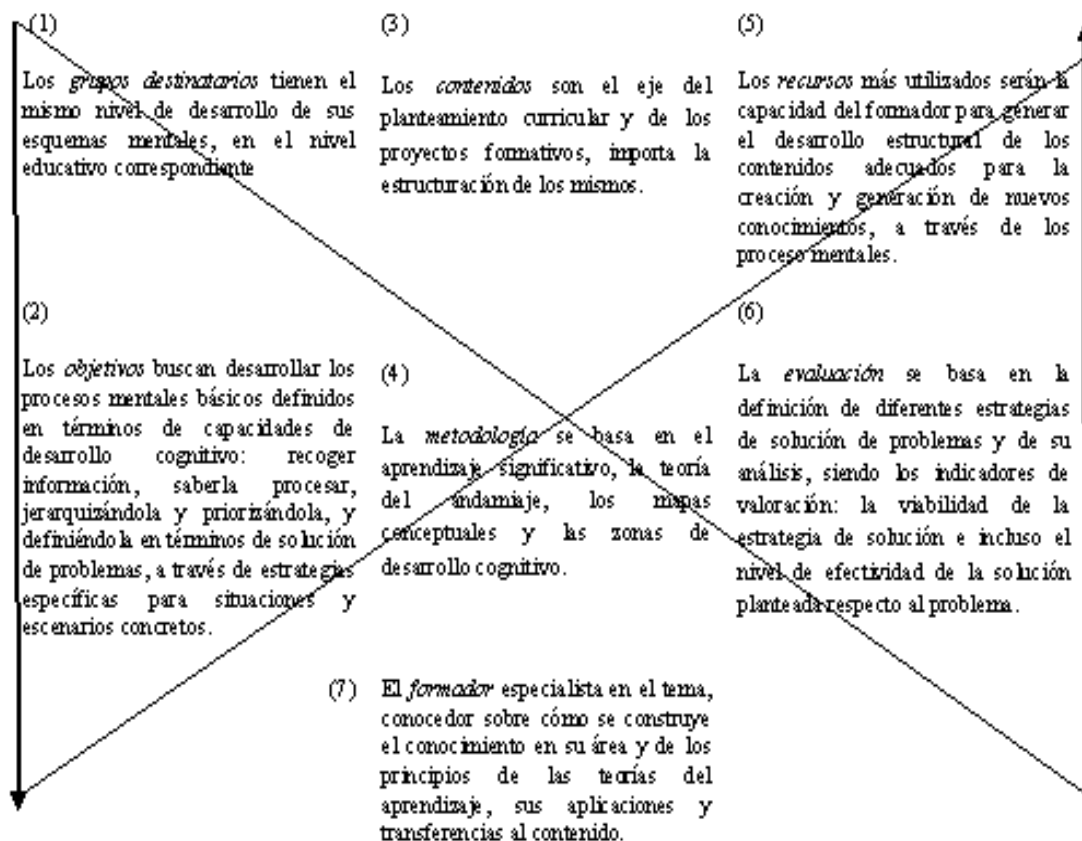 (1)
Los grupos destinatarios tienen el
mismo nivel de desarrollo de sus
esquemas mentales, en el nivel
educativo correspondiente
(2)
Los objetivos buscan desarrollar los
procesos mentales básicos definidos
en términos de capacidades de
desarrollo cognitivo: recoger
información, saberla procesar,
jerarquizándola y priorizándola, y
definiéndola en términos de solución
de problemas, a través de estrategias
específicas para situaciones y
escenarios concretos.
(3)
Los contenidos son el eje del
planteamiento curricular y de los
proyectos formativos, importa la
estructuración de los mismos.
(4)
La metodología se basa en el
aprendizaje significativo, la teoría
del andamiaje, los mapas
conceptuales y las zonas de
desarrollo cognitivo.
(5)
Los recursos más utilizados serán la
capacidad del formador para generar
el desarrollo estructural de los
contenidos adecuados para la
creación y generación de nuevos
conocimientos, a través de los
proceso mentales.
(6)
La evaluación se basa en la
definición de diferentes estrategias
de solución de problemas y de su
análisis, siendo los indicadores de
valoración: la viabilidad de la
estrategia de solución e incluso el
nivel de efectividad de la solución
planteada respecto al problema.
(7) El formador especialista en el tema,
conocedor sobre cómo se construye
el conocimiento en su área y de los
principios de las teorías del
aprendizaje, sus aplicaciones y
transferencias al contenido.